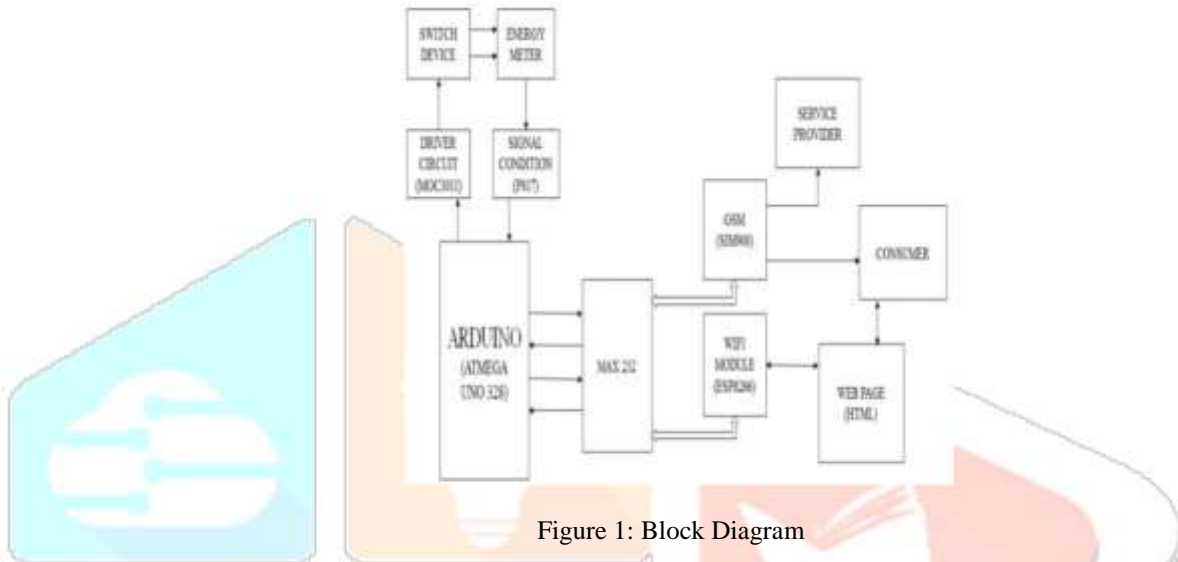 SWITCH
DEVICE
ENERGY
METER
SERVICE
PROVIDER
DRIVER
CIRCUIT
(MOC3011)
SIGNAL
CONDITION
(P817)
GSM
(SIM900)
CONSUMER
ARDUINO
(ATMEGA
UNO 328)
MAX 232
WIFI
MODULE
(ESP8266)
WEB PAGE
(HTML)
Figure 1: Block Diagram